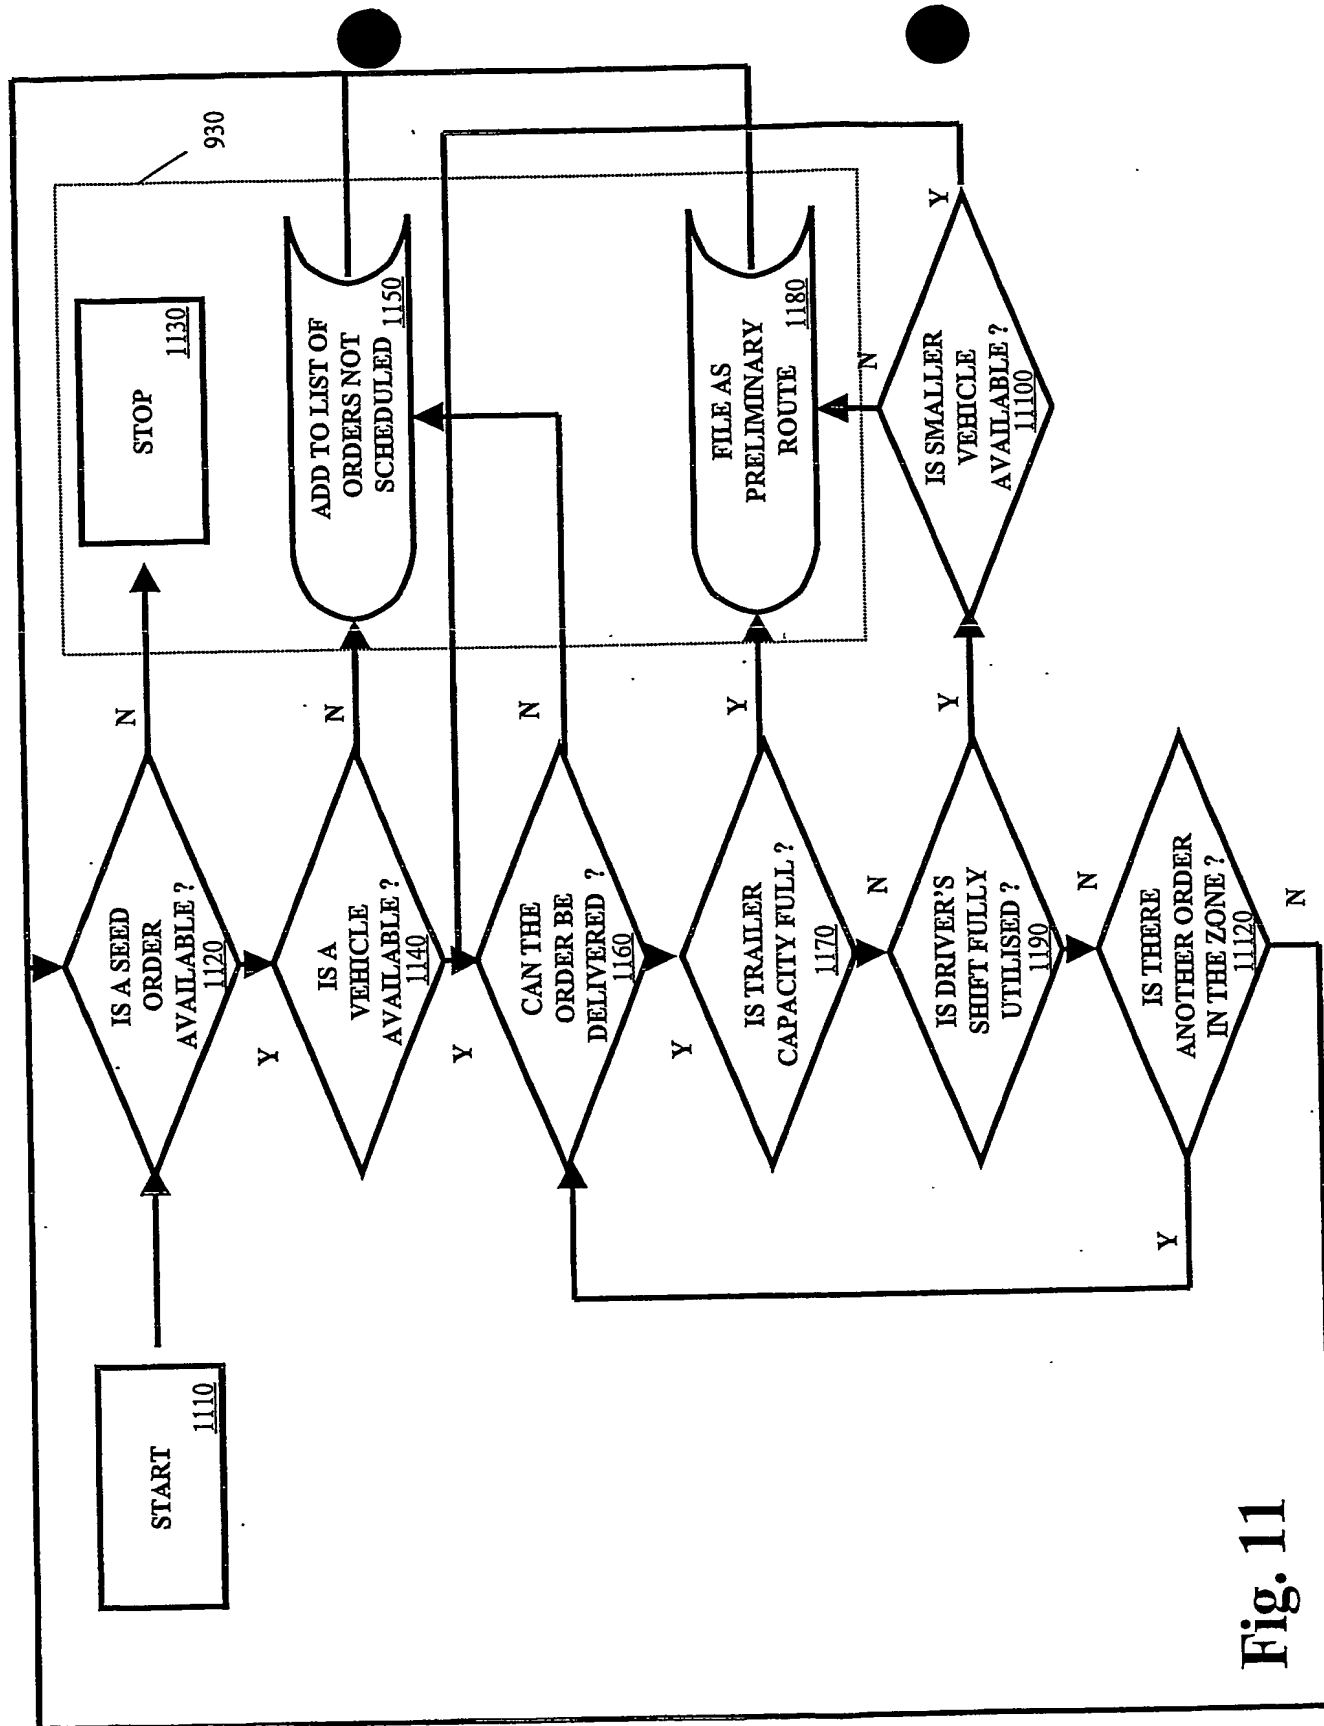 START
1110
IS A SEED
ORDER
AVAILABLE ?
1120
N
STOP
1130
930
Y
IS A
VEHICLE
AVAILABLE ?
1140
N
ADD TO LIST OF
ORDERS NOT
SCHEDULED
1150
Y
CAN THE
ORDER BE
DELIVERED ?
1160
N
Y
IS TRAILER
CAPACITY FULL ?
1170
Y
FILE AS
PRELIMINARY
ROUTE
1180
N
IS DRIVER'S
SHIFT FULLY
UTILISED ?
1190
Y
N
IS SMALLER
VEHICLE
AVAILABLE ?
11100
Y
N
IS THERE
ANOTHER ORDER
IN THE ZONE ?
11120
Y
N
Fig. 11